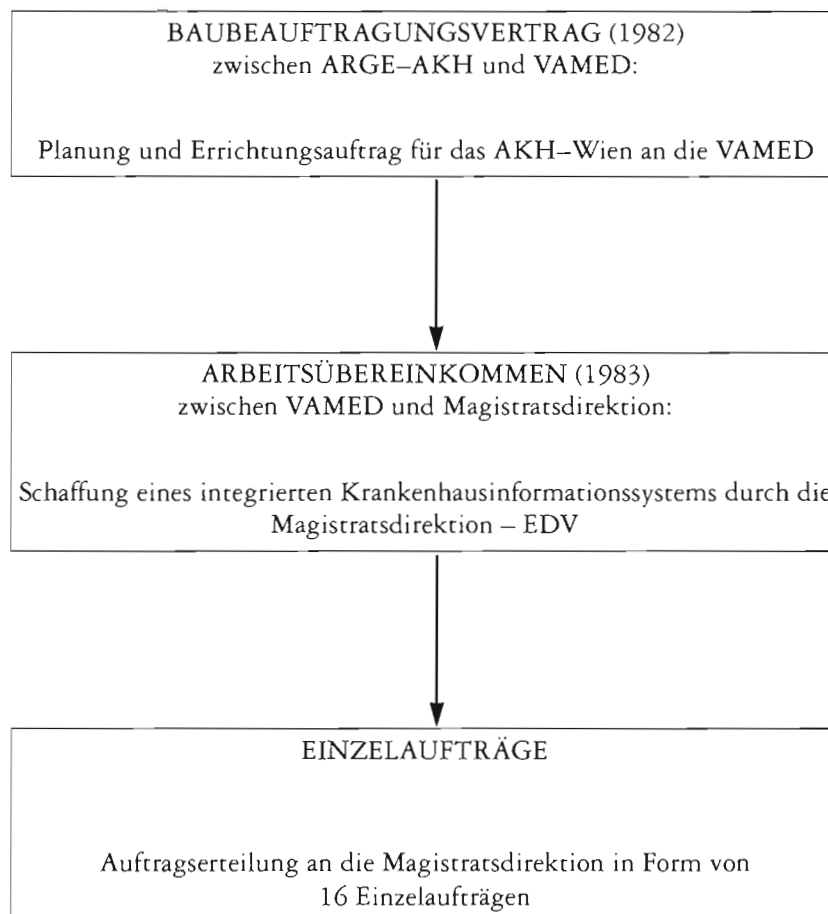 BAUBEAUFTRAGUNGSVERTRAG (1982)
zwischen ARGE–AKH und VAMED:
Planung und Errichtungsauftrag für das AKH–Wien an die VAMED
ARBEITSÜBEREINKOMMEN (1983)
zwischen VAMED und Magistratsdirektion:
Schaffung eines integrierten Krankenhausinformationssystems durch die
Magistratsdirektion – EDV
EINZELAUFTRÄGE
Auftragserteilung an die Magistratsdirektion in Form von
16 Einzelaufträgen